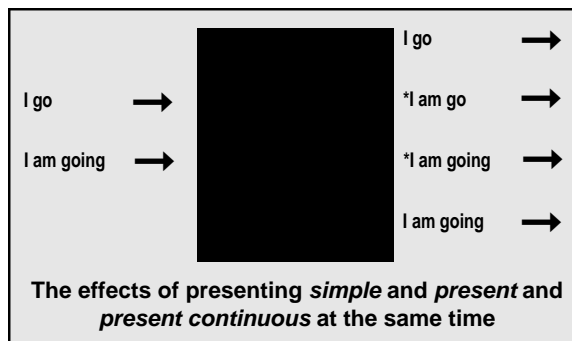 I go
I am going
I go
*I am go
*I am going
I am going
The effects of presenting simple and present and
present continuous at the same time